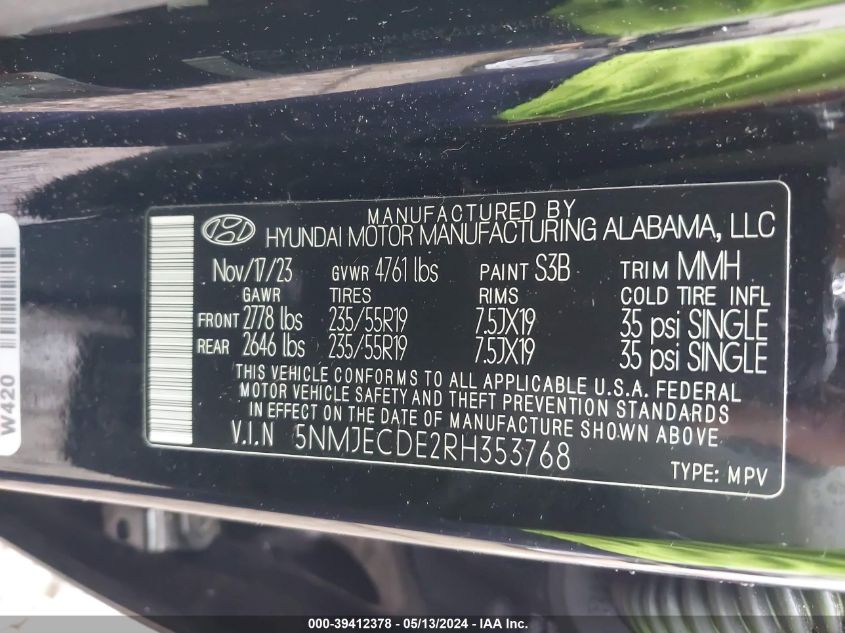 MANUFACTURED BY
HYUNDAI MOTOR MANUFACTURING ALABAMA, LLC
Nov/17/23 GVWR 4761 lbs PAINT S3B TRIM MMH
GAWR TIRES RIMS COLD TIRE INFL
FRONT 2778 lbs 235/55R19 7.5JX19 35 psi SINGLE
REAR 2646 lbs 235/55R19 7.5JX19 35 psi SINGLE
THIS VEHICLE CONFORMS TO ALL APPLICABLE U.S.A. FEDERAL
MOTOR VEHICLE SAFETY AND THEFT PREVENTION STANDARDS
IN EFFECT ON THE DATE OF MANUFACTURE SHOWN ABOVE.
V.I.N 5NMJECDE2RH353768
TYPE: MPV
W420
000-39412378 - 05/13/2024 - IAA Inc.